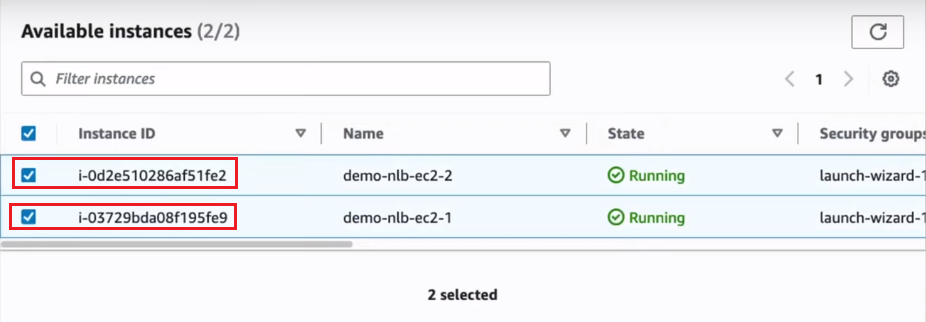 Available instances (2/2)
Filter instances
1
Instance ID Name State Security groups
i-0d2e510286af51fe2 demo-nlb-ec2-2 Running launch-wizard-1
i-03729bda08f195fe9 demo-nlb-ec2-1 Running launch-wizard-1
2 selected